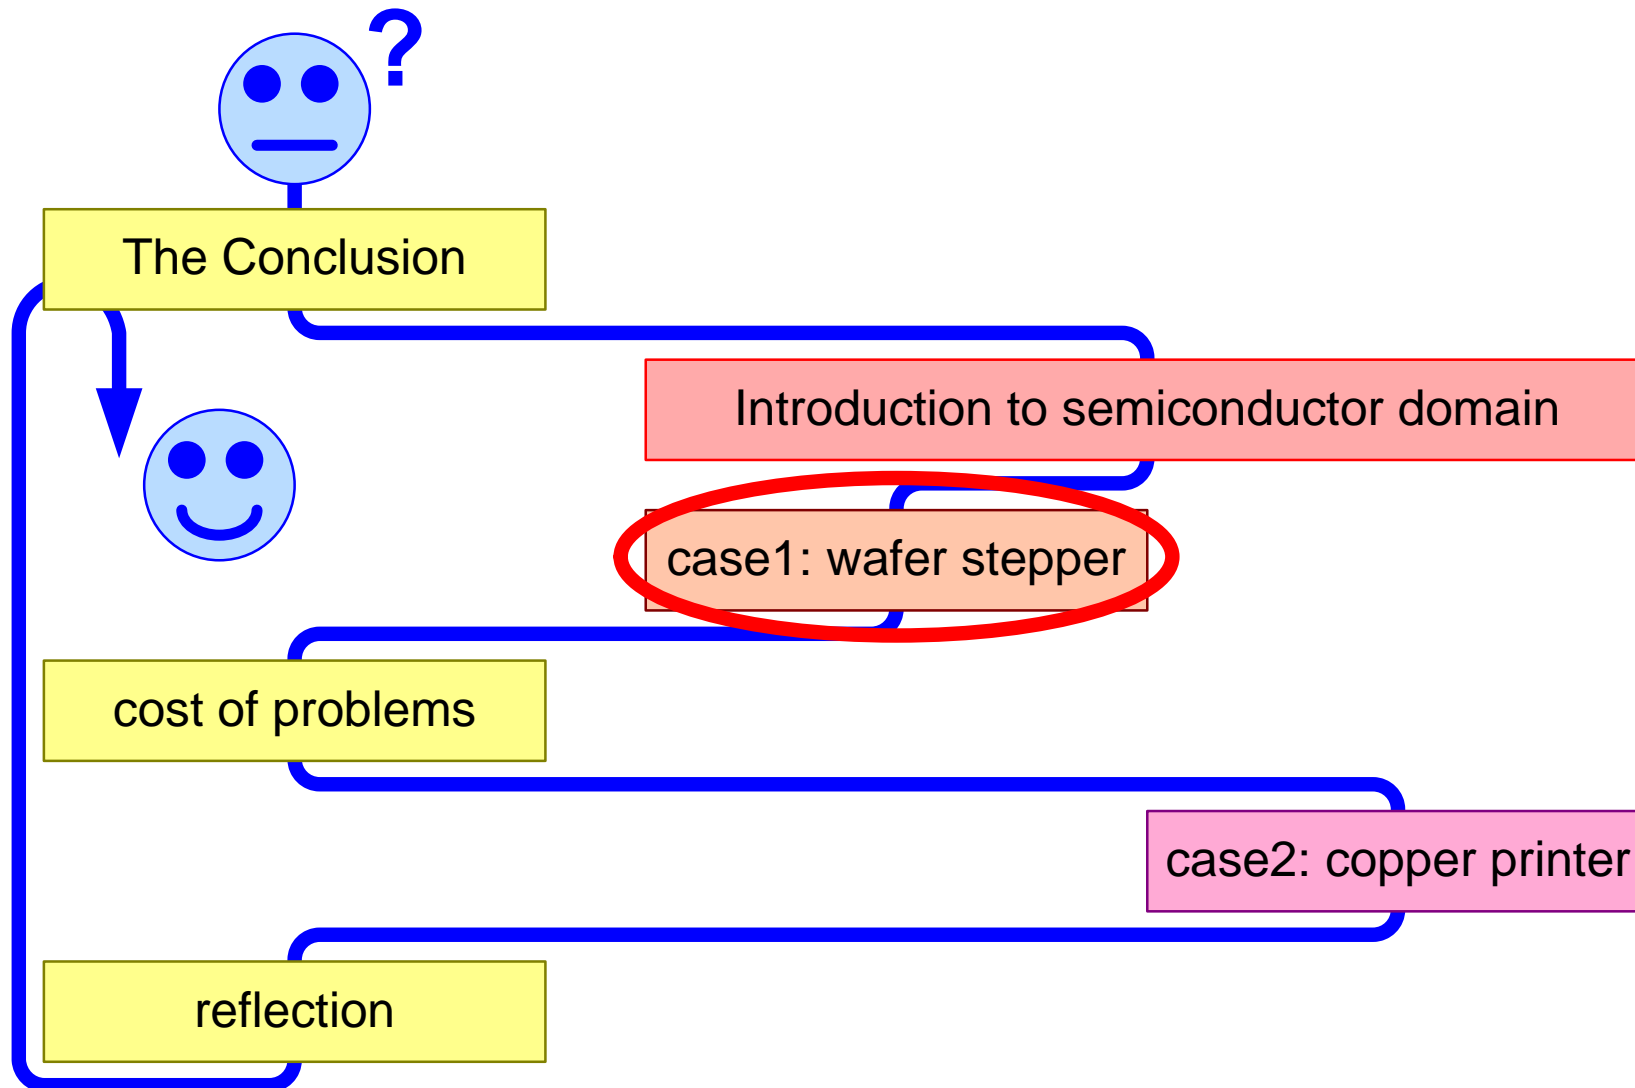 ?
The Conclusion
Introduction to semiconductor domain
case1: wafer stepper
cost of problems
case2: copper printer
reflection